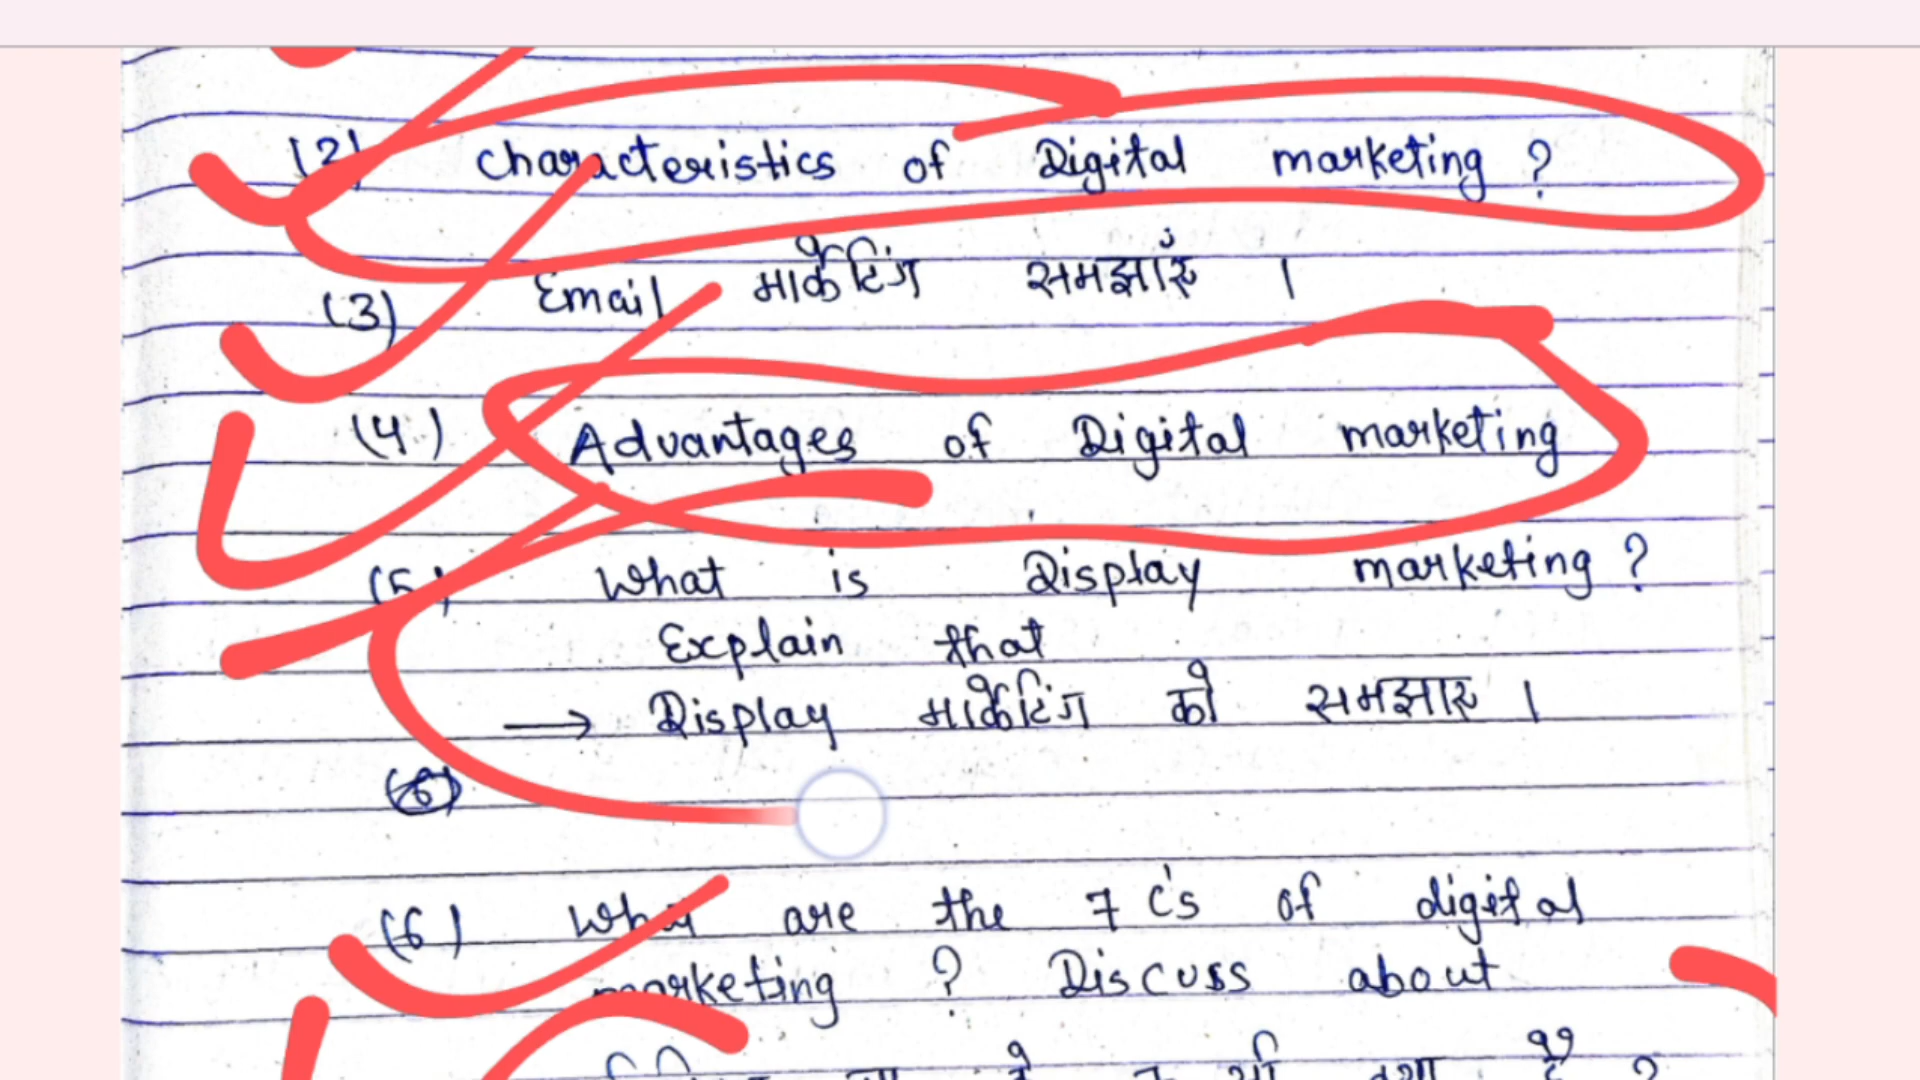 (2) characteristics of Digital marketing ?
(3) Email मार्केटिंग समझाएं ।
(4.) Advantages of Digital marketing
(5) What is Display marketing ?
Explain that
→ Display मार्केटिंग को समझाए ।
(6)
(6) What are the 7 C's of digital
marketing ? Discuss about